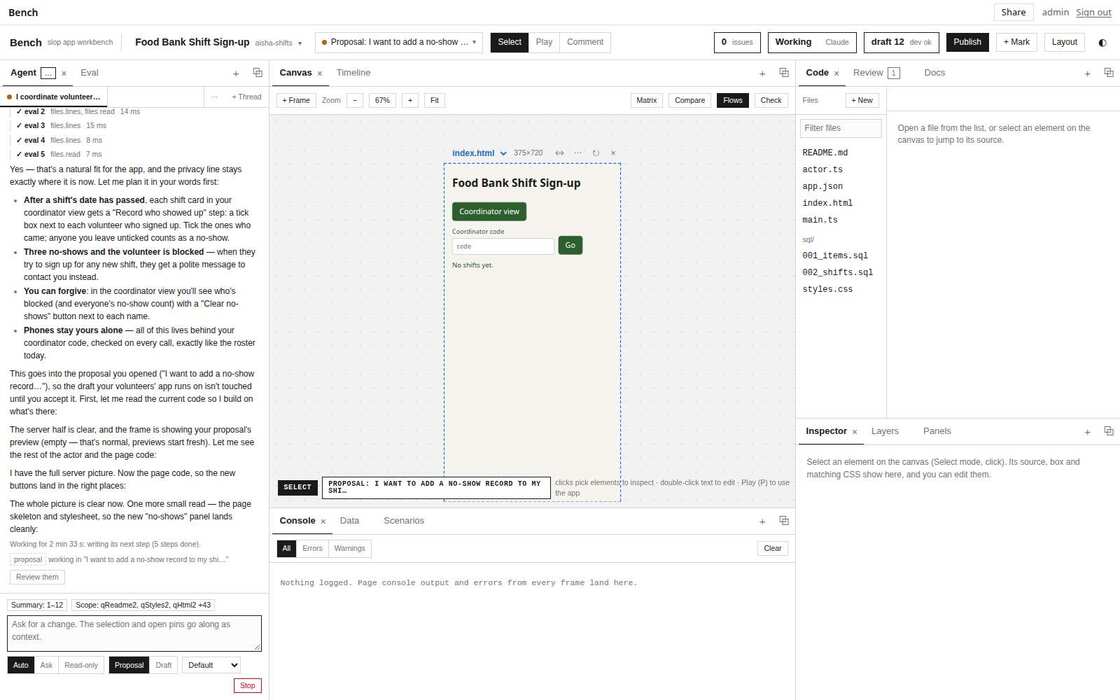 Bench
Share
admin
Sign out
Bench
slop app workbench
Food Bank Shift Sign-up aisha-shifts
Proposal: I want to add a no-show …
Select
Play
Comment
0 issues
Working Claude
draft 12 dev ok
Publish
+ Mark
Layout
Agent … ×
Eval
I coordinate volunteer…
+ Thread
✓ eval 2 files.lines, files.read 14 ms
✓ eval 3 files.lines 15 ms
✓ eval 4 files.lines 8 ms
✓ eval 5 files.read 7 ms
Yes — that's a natural fit for the app, and the privacy line stays
exactly where it is now. Let me plan it in your words first:
After a shift's date has passed, each shift card in your
coordinator view gets a "Record who showed up" step: a tick
box next to each volunteer who signed up. Tick the ones who
came; anyone you leave unticked counts as a no-show.
Three no-shows and the volunteer is blocked — when they
try to sign up for any new shift, they get a polite message to
contact you instead.
You can forgive: in the coordinator view you'll see who's
blocked (and everyone's no-show count) with a "Clear no-
shows" button next to each name.
Phones stay yours alone — all of this lives behind your
coordinator code, checked on every call, exactly like the roster
today.
This goes into the proposal you opened ("I want to add a no-show
record…"), so the draft your volunteers' app runs on isn't touched
until you accept it. First, let me read the current code so I build on
what's there:
The server half is clear, and the frame is showing your proposal's
preview (empty — that's normal, previews start fresh). Let me see
the rest of the actor and the page code:
I have the full server picture. Now the page code, so the new
buttons land in the right places:
The whole picture is clear now. One more small read — the page
skeleton and stylesheet, so the new "no-shows" panel lands
cleanly:
Working for 2 min 33 s: writing its next step (5 steps done).
proposal working in "I want to add a no-show record to my shi…"
Review them
Summary: 1–12
Scope: qReadme2, qStyles2, qHtml2 +43
Ask for a change. The selection and open pins go along as
context.
Auto
Ask
Read-only
Proposal
Draft
Default
Stop
Canvas ×
Timeline
+ Frame
Zoom
−
67%
+
Fit
Matrix
Compare
Flows
Check
index.html
375×720
Food Bank Shift Sign-up
Coordinator view
Coordinator code
code
Go
No shifts yet.
SELECT
PROPOSAL: I WANT TO ADD A NO-SHOW RECORD TO MY
SHI…
clicks pick elements to inspect · double-click text to edit · Play (P) to use
the app
Console ×
Data
Scenarios
All
Errors
Warnings
Clear
Nothing logged. Page console output and errors from every frame land here.
Code ×
Review 1
Docs
Files
+ New
Filter files
README.md
actor.ts
app.json
index.html
main.ts
sql/
001_items.sql
002_shifts.sql
styles.css
Open a file from the list, or select an element on the
canvas to jump to its source.
Inspector ×
Layers
Panels
Select an element on the canvas (Select mode, click). Its source, box and
matching CSS show here, and you can edit them.